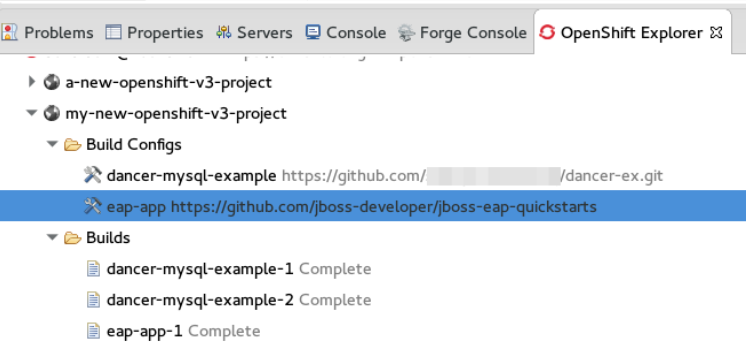 Problems Properties Servers Console Forge Console OpenShift Explorer
a-new-openshift-v3-project
my-new-openshift-v3-project
Build Configs
dancer-mysql-example https://github.com/ /dancer-ex.git
eap-app https://github.com/jboss-developer/jboss-eap-quickstarts
Builds
dancer-mysql-example-1 Complete
dancer-mysql-example-2 Complete
eap-app-1 Complete